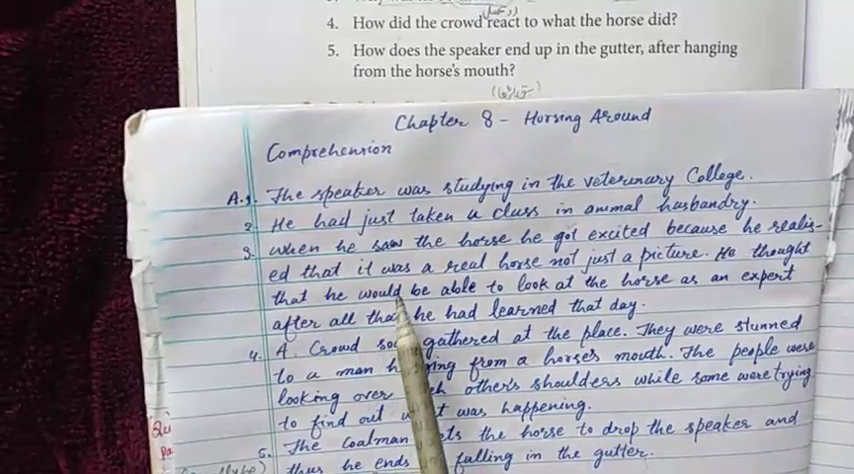 4. How did the crowd react to what the horse did?
5. How does the speaker end up in the gutter, after hanging
from the horse's mouth?
Chapter 8 - Horsing Around
Comprehension
A.1. The speaker was studying in the veterinary College.
2. He had just taken a class in animal husbandry.
3. When he saw the horse he got excited because he realis-
ed that it was a real horse not just a picture. He thought
that he would be able to look at the horse as an expert
after all that he had learned that day.
4. A crowd gathered at the place. They were stunned
to a man from a horse's mouth. The people were
looking over other's shoulders while some were trying
to find out was happening.
5. The coalman the horse to drop the speaker and
thus he ends falling in the gutter.